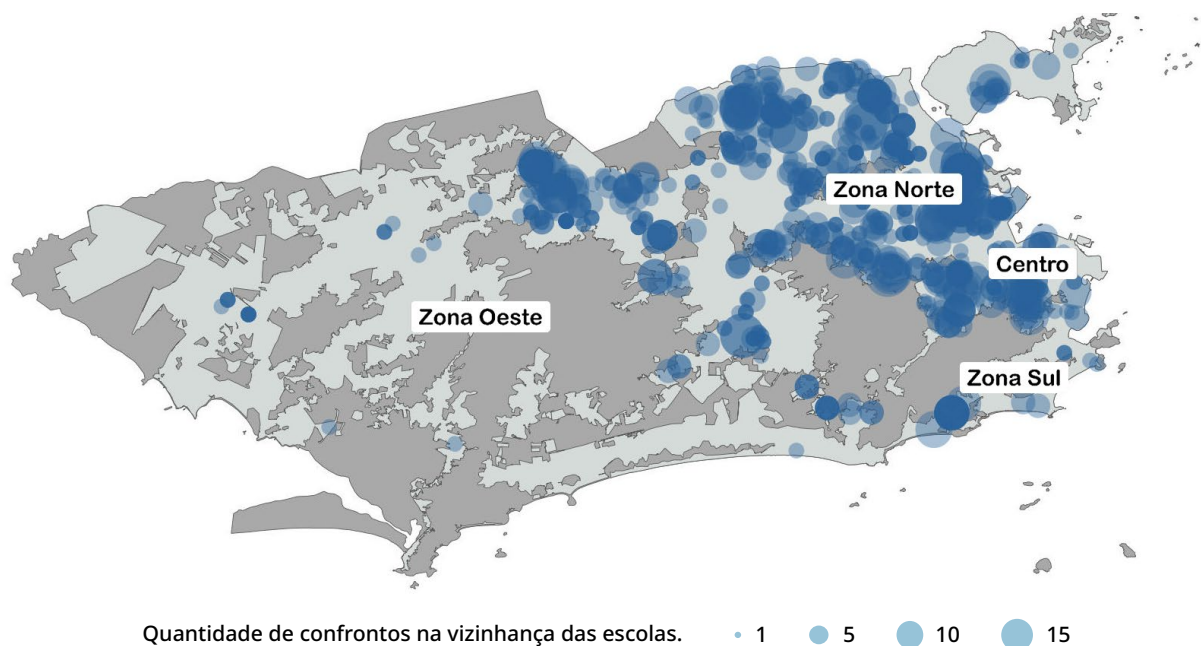 Zona Norte
Centro
Zona Oeste
Zona Sul
Quantidade de confrontos na vizinhança das escolas. 1 5 10 15